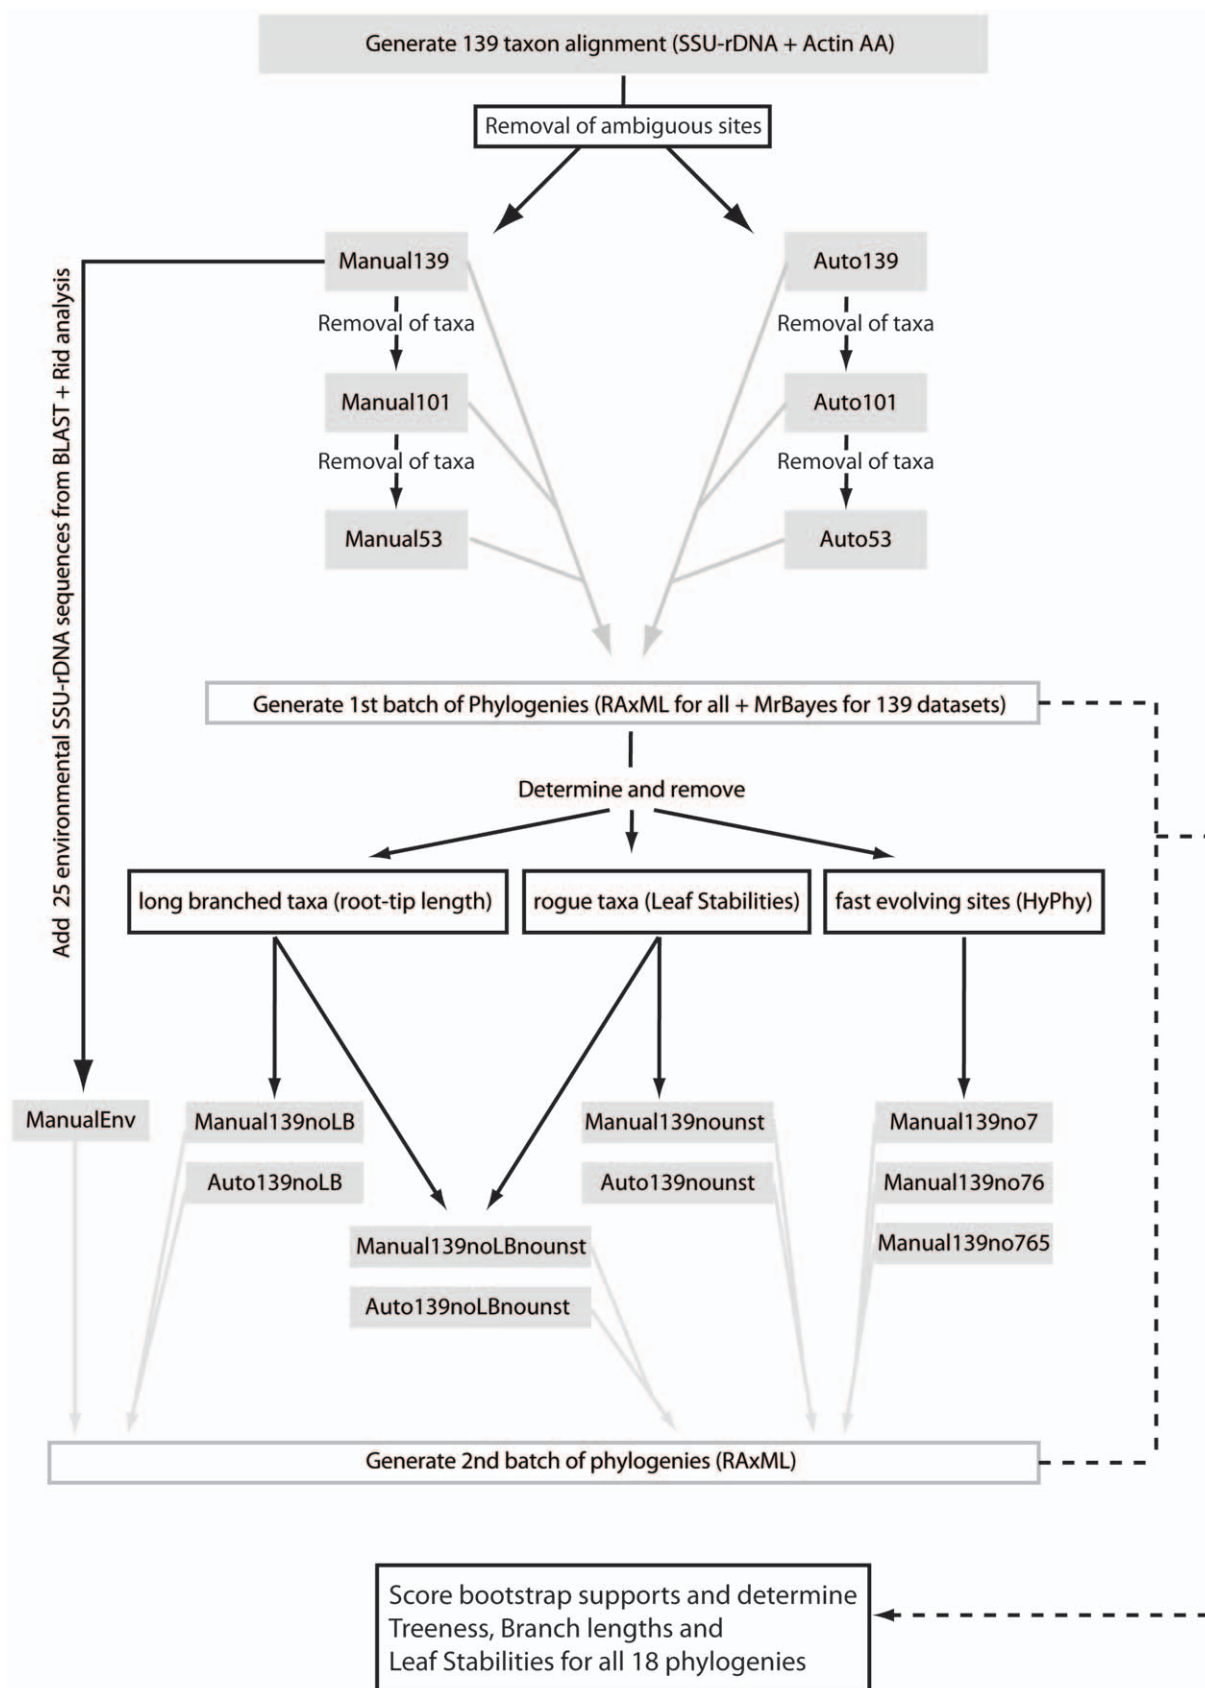 Generate 139 taxon alignment (SSU-rDNA + Actin AA)
Removal of ambiguous sites
Manual139
Auto139
Removal of taxa
Removal of taxa
Manual101
Auto101
Removal of taxa
Removal of taxa
Manual53
Auto53
Add 25 environmental SSU-rDNA sequences from BLAST + Rid analysis
Generate 1st batch of Phylogenies (RAxML for all + MrBayes for 139 datasets)
Determine and remove
long branched taxa (root-tip length)
rogue taxa (Leaf Stabilities)
fast evolving sites (HyPhy)
ManualEnv
Manual139noLB
Manual139nounst
Manual139no7
Auto139noLB
Auto139nounst
Manual139no76
Manual139noLBnounst
Manual139no765
Auto139noLBnounst
Generate 2nd batch of phylogenies (RAxML)
Score bootstrap supports and determine
Treeness, Branch lengths and
Leaf Stabilities for all 18 phylogenies